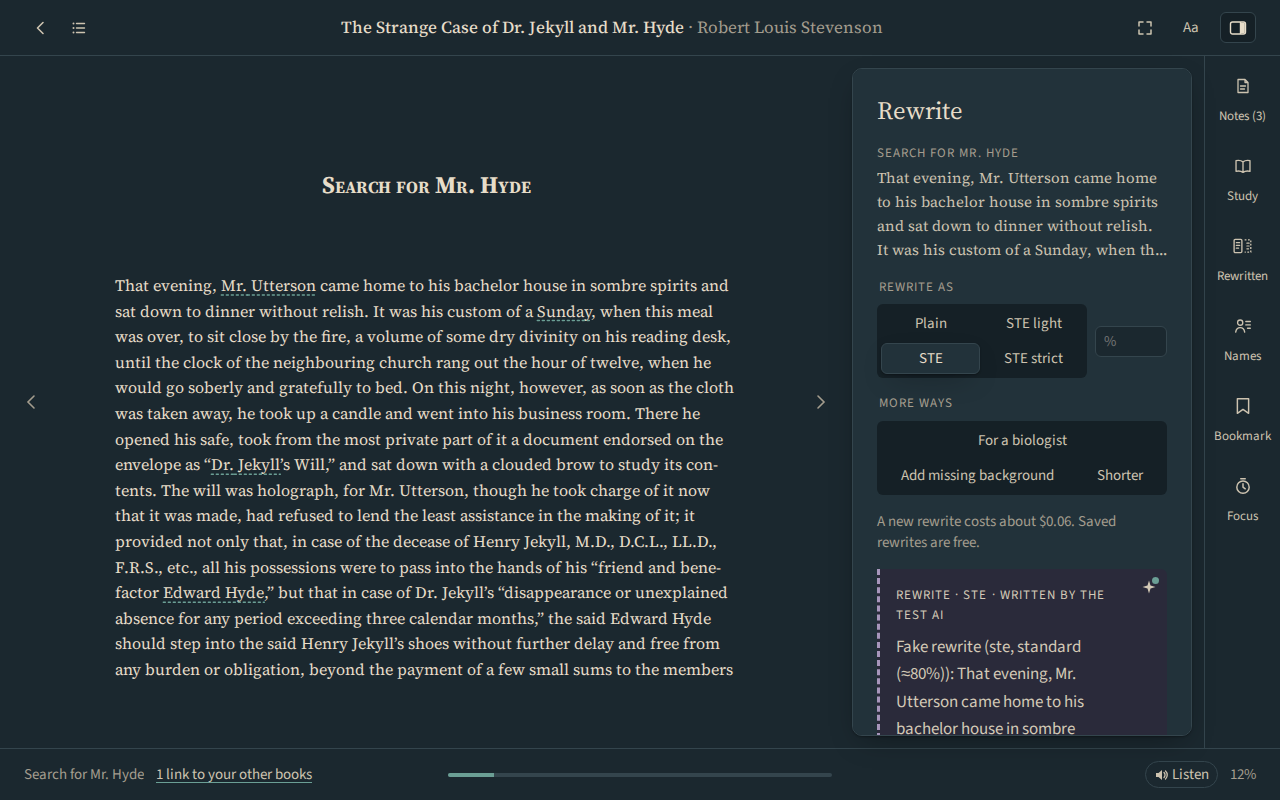 The Strange Case of Dr. Jekyll and Mr. Hyde · Robert Louis Stevenson
Aa
Search for Mr. Hyde
That evening, Mr. Utterson came home to his bachelor house in sombre spirits and
sat down to dinner without relish. It was his custom of a Sunday, when this meal
was over, to sit close by the fire, a volume of some dry divinity on his reading desk,
until the clock of the neighbouring church rang out the hour of twelve, when he
would go soberly and gratefully to bed. On this night, however, as soon as the cloth
was taken away, he took up a candle and went into his business room. There he
opened his safe, took from the most private part of it a document endorsed on the
envelope as “Dr. Jekyll’s Will,” and sat down with a clouded brow to study its con-
tents. The will was holograph, for Mr. Utterson, though he took charge of it now
that it was made, had refused to lend the least assistance in the making of it; it
provided not only that, in case of the decease of Henry Jekyll, M.D., D.C.L., LL.D.,
F.R.S., etc., all his possessions were to pass into the hands of his “friend and bene-
factor Edward Hyde,” but that in case of Dr. Jekyll’s “disappearance or unexplained
absence for any period exceeding three calendar months,” the said Edward Hyde
should step into the said Henry Jekyll’s shoes without further delay and free from
any burden or obligation, beyond the payment of a few small sums to the members
Rewrite
SEARCH FOR MR. HYDE
That evening, Mr. Utterson came home
to his bachelor house in sombre spirits
and sat down to dinner without relish.
It was his custom of a Sunday, when th...
REWRITE AS
Plain
STE light
STE
STE strict
%
MORE WAYS
For a biologist
Add missing background
Shorter
A new rewrite costs about $0.06. Saved
rewrites are free.
REWRITE · STE · WRITTEN BY THE
TEST AI
Fake rewrite (ste, standard
(≈80%)): That evening, Mr.
Utterson came home to his
bachelor house in sombre
Notes (3)
Study
Rewritten
Names
Bookmark
Focus
Search for Mr. Hyde
1 link to your other books
Listen
12%